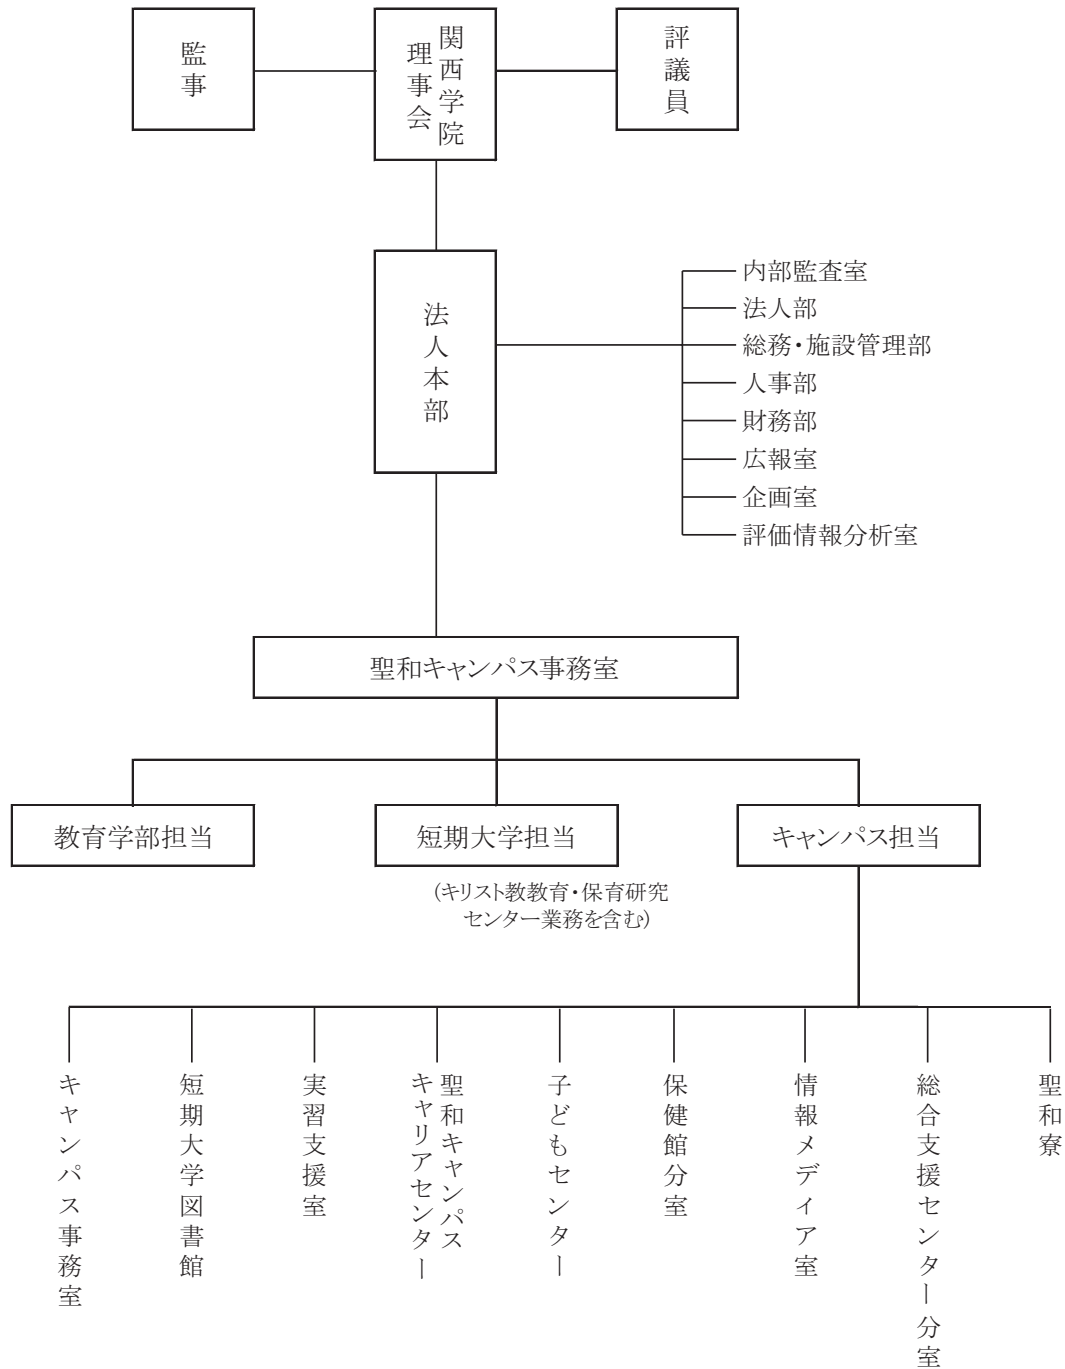 監事
関西学院
理事会
評議員
法人本部
内部監査室
法人部
総務・施設管理部
人事部
財務部
広報室
企画室
評価情報分析室
聖和キャンパス事務室
教育学部担当
短期大学担当
キャンパス担当
(キリスト教教育・保育研究
センター業務を含む)
キャンパス事務室
短期大学図書館
実習支援室
聖和キャンパス
キャリアセンター
子どもセンター
保健館分室
情報メディア室
総合支援センター分室
聖和寮